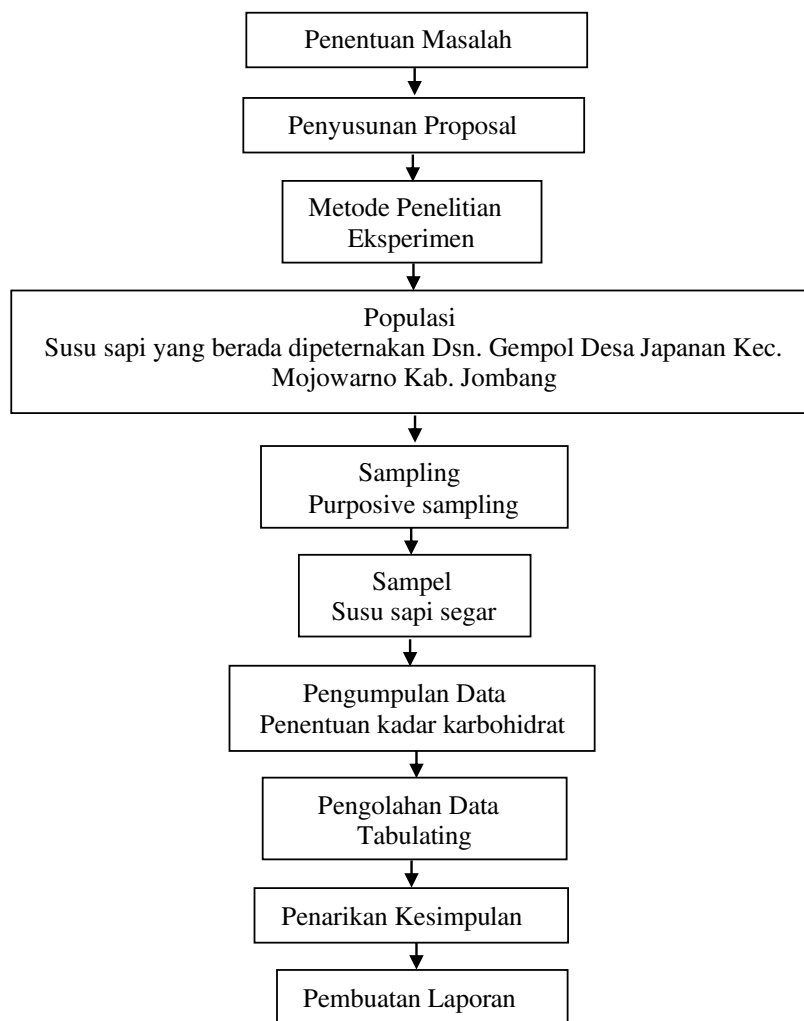 Penentuan Masalah
Penyusunan Proposal
Metode Penelitian
Eksperimen
Populasi
Susu sapi yang berada dipeternakan Dsn. Gempol Desa Japanan Kec.
Mojowarno Kab. Jombang
Sampling
Purposive sampling
Sampel
Susu sapi segar
Pengumpulan Data
Penentuan kadar karbohidrat
Pengolahan Data
Tabulating
Penarikan Kesimpulan
Pembuatan Laporan